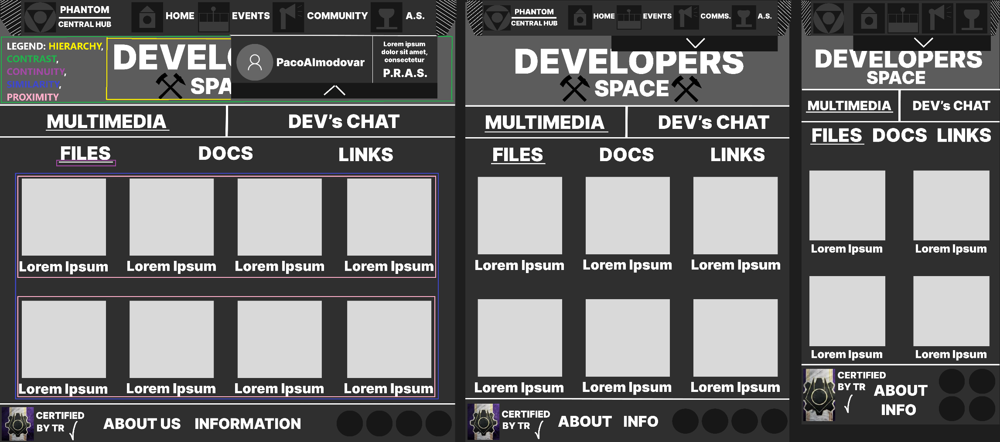 PHANTOM
CENTRAL HUB
HOME
EVENTS
COMMUNITY
A.S.
LEGEND: HIERARCHY,
CONTRAST,
CONTINUITY,
SIMILARITY,
PROXIMITY
DEVELO
SPA
PacoAlmodovar
Lorem ipsum
dolor sit amet,
consectetur
P.R.A.S.
MULTIMEDIA
DEV's CHAT
FILES
DOCS
LINKS
Lorem Ipsum
Lorem Ipsum
Lorem Ipsum
Lorem Ipsum
Lorem Ipsum
Lorem Ipsum
Lorem Ipsum
Lorem Ipsum
CERTIFIED
BY TR
ABOUT US
INFORMATION
PHANTOM
CENTRAL HUB
HOME
EVENTS
COMMS.
A.S.
DEVELOPERS
SPACE
MULTIMEDIA
DEV's CHAT
FILES
DOCS
LINKS
Lorem Ipsum
Lorem Ipsum
Lorem Ipsum
Lorem Ipsum
Lorem Ipsum
Lorem Ipsum
CERTIFIED
BY TR
ABOUT
INFO
DEVELOPERS
SPACE
MULTIMEDIA
DEV's CHAT
FILES
DOCS
LINKS
Lorem Ipsum
Lorem Ipsum
Lorem Ipsum
Lorem Ipsum
CERTIFIED
BY TR
ABOUT
INFO